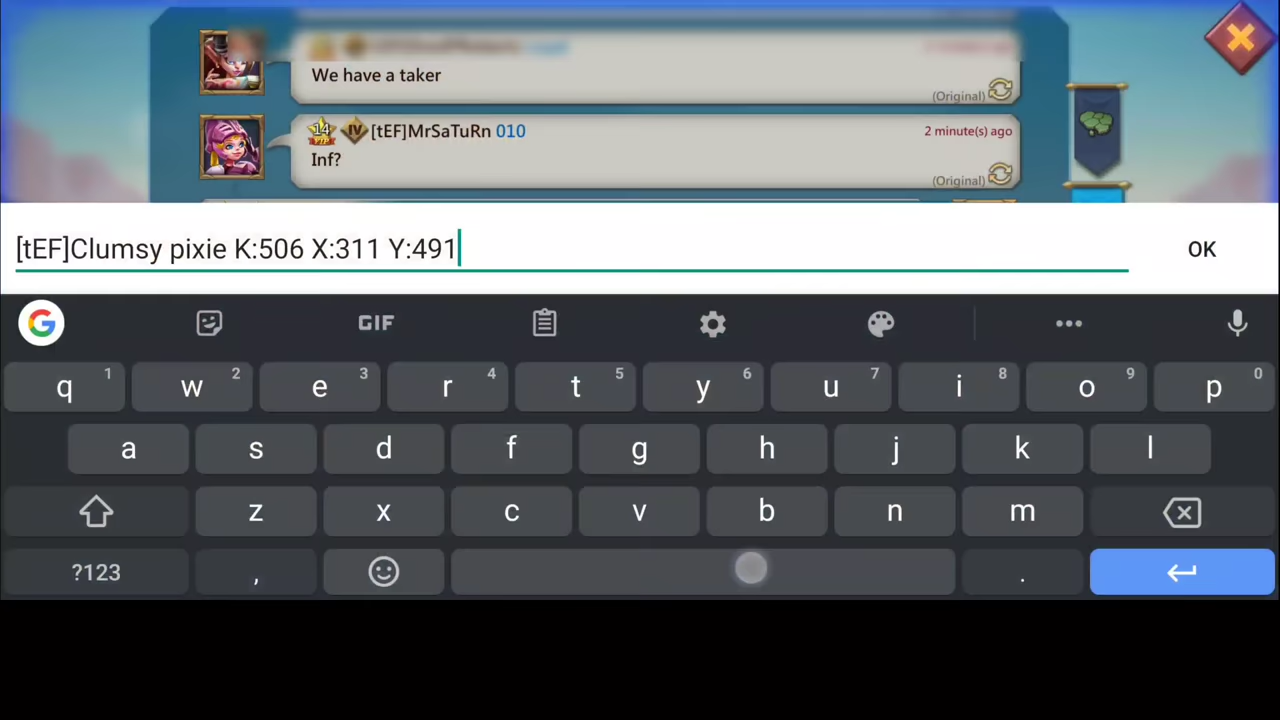 We have a taker
(Original)
14 IV [tEF]MrSaTuRn 010
2 minute(s) ago
Inf?
(Original)
[tEF]Clumsy pixie K:506 X:311 Y:491
OK
G GIF
q 1 w 2 e 3 r 4 t 5 y 6 u 7 i 8 o 9 p 0
a s d f g h j k l
z x c v b n m
?123 , .